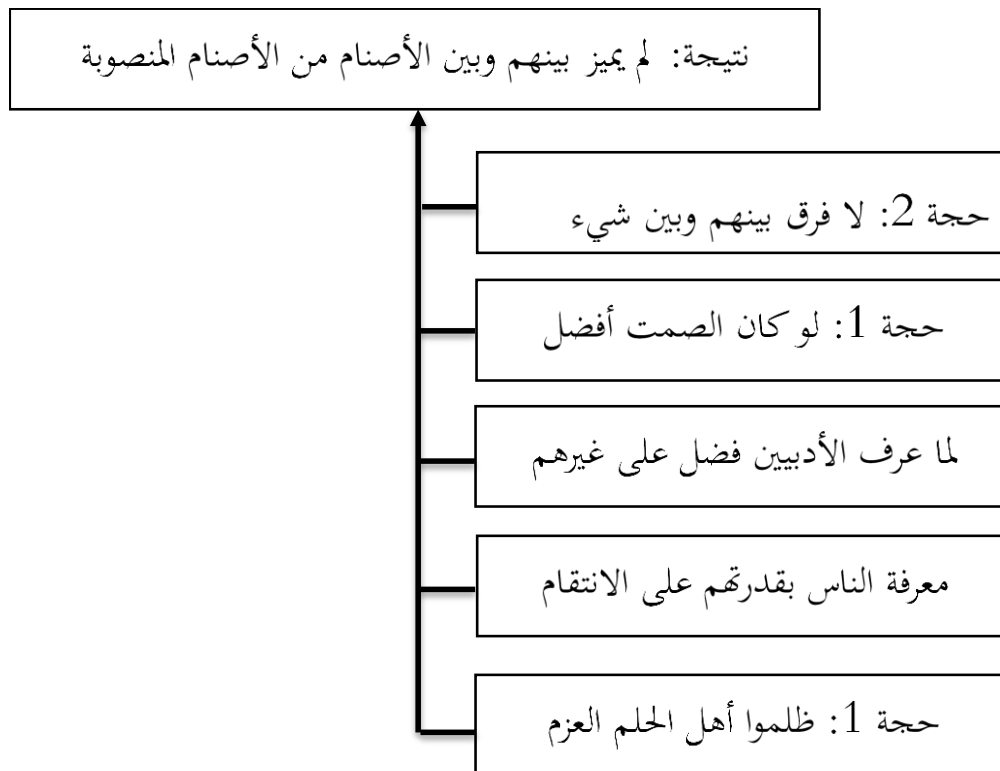 نتيجة: لم يميز بينهم وبين الأصنام من الأصنام المنصوبة
حجة 2: لا فرق بينهم وبين شيء
حجة 1: لو كان الصمت أفضل
لما عرف الأدبيين فضل على غيرهم
معرفة الناس بقدرتهم على الانتقام
حجة 1: ظلموا أهل الحلم العزم